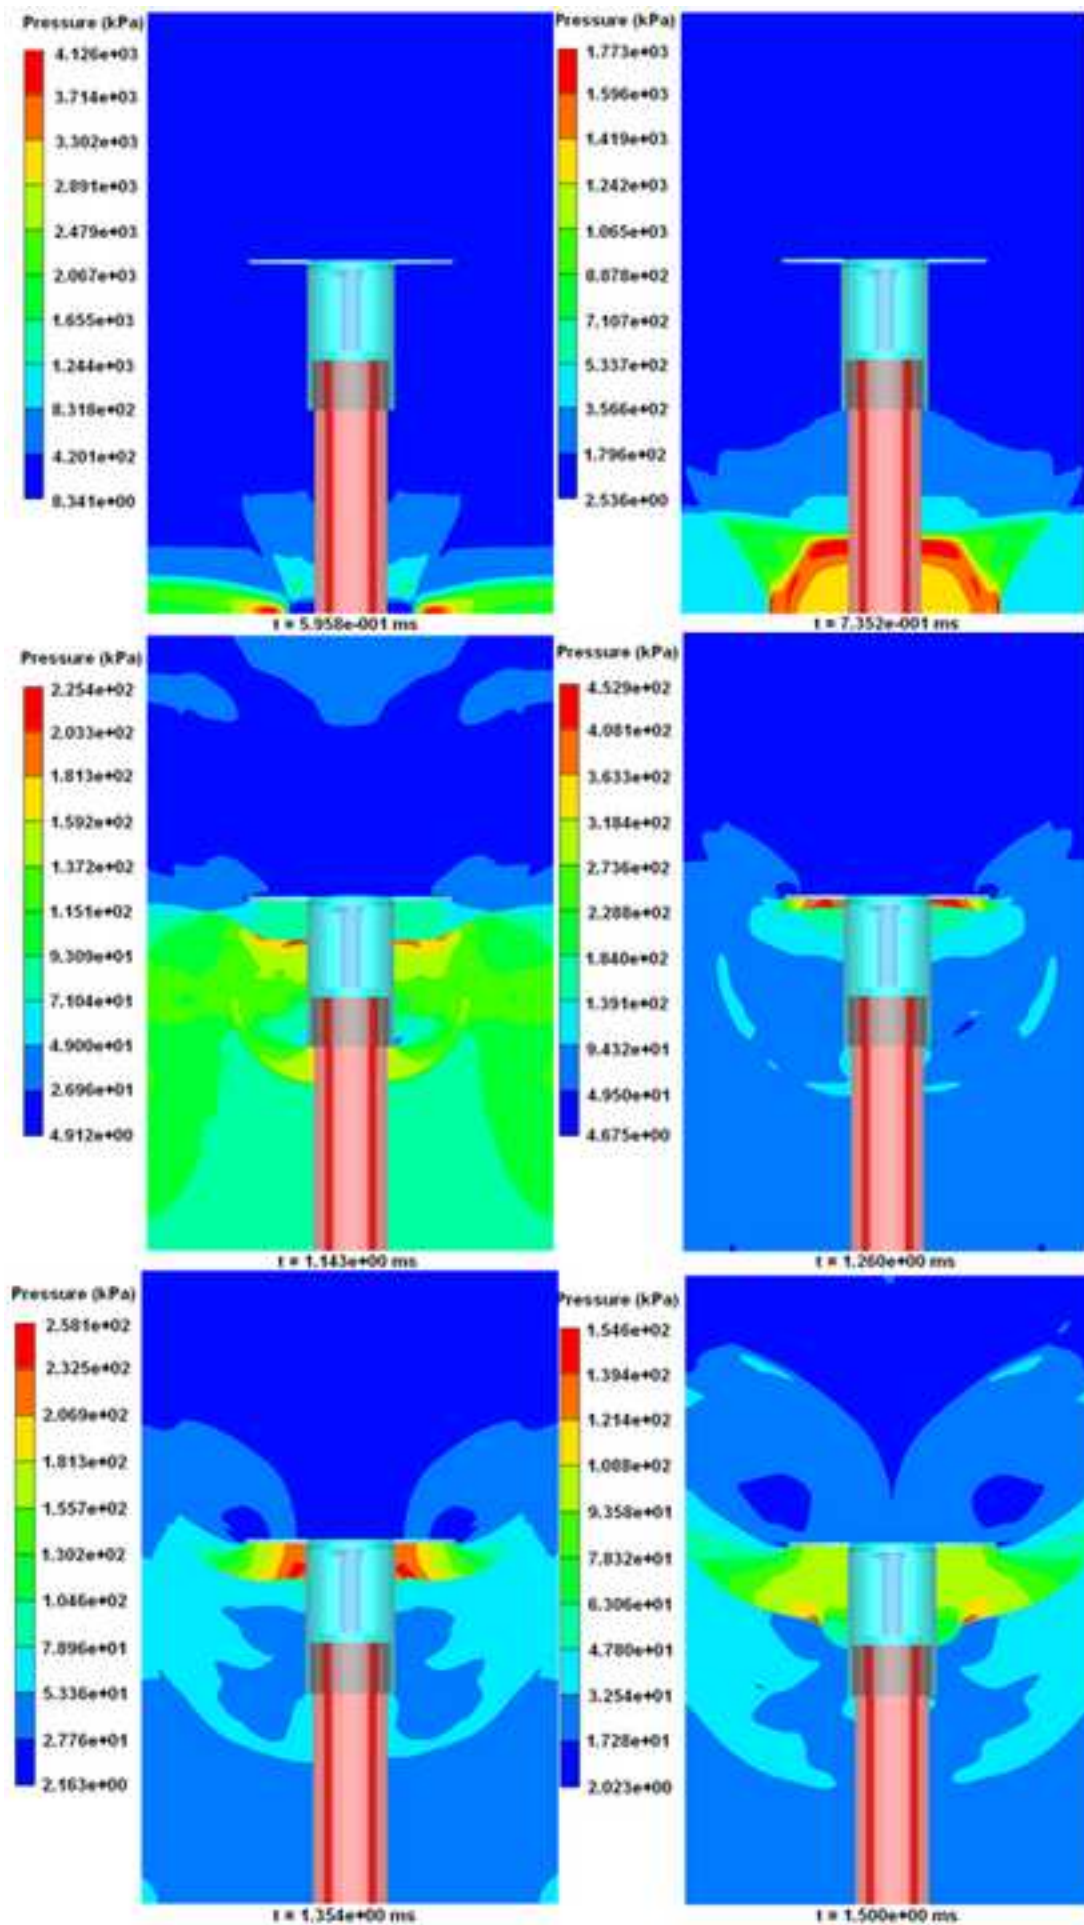 Pressure (kPa)
4.126e+03
3.714e+03
3.302e+03
2.891e+03
2.479e+03
2.067e+03
1.655e+03
1.244e+03
8.318e+02
4.201e+02
8.341e+00
t = 5.958e-001 ms
Pressure (kPa)
1.773e+03
1.596e+03
1.419e+03
1.242e+03
1.065e+03
8.878e+02
7.107e+02
5.337e+02
3.566e+02
1.796e+02
2.536e+00
t = 7.352e-001 ms
Pressure (kPa)
2.254e+02
2.033e+02
1.813e+02
1.592e+02
1.372e+02
1.151e+02
9.309e+01
7.104e+01
4.900e+01
2.696e+01
4.912e+00
t = 1.143e+00 ms
Pressure (kPa)
4.529e+02
4.081e+02
3.633e+02
3.184e+02
2.736e+02
2.288e+02
1.840e+02
1.391e+02
9.432e+01
4.950e+01
4.675e+00
t = 1.260e+00 ms
Pressure (kPa)
2.581e+02
2.325e+02
2.069e+02
1.813e+02
1.557e+02
1.302e+02
1.046e+02
7.896e+01
5.336e+01
2.776e+01
2.163e+00
t = 1.354e+00 ms
Pressure (kPa)
1.546e+02
1.394e+02
1.214e+02
1.088e+02
9.358e+01
7.832e+01
6.306e+01
4.780e+01
3.254e+01
1.728e+01
2.023e+00
t = 1.500e+00 ms